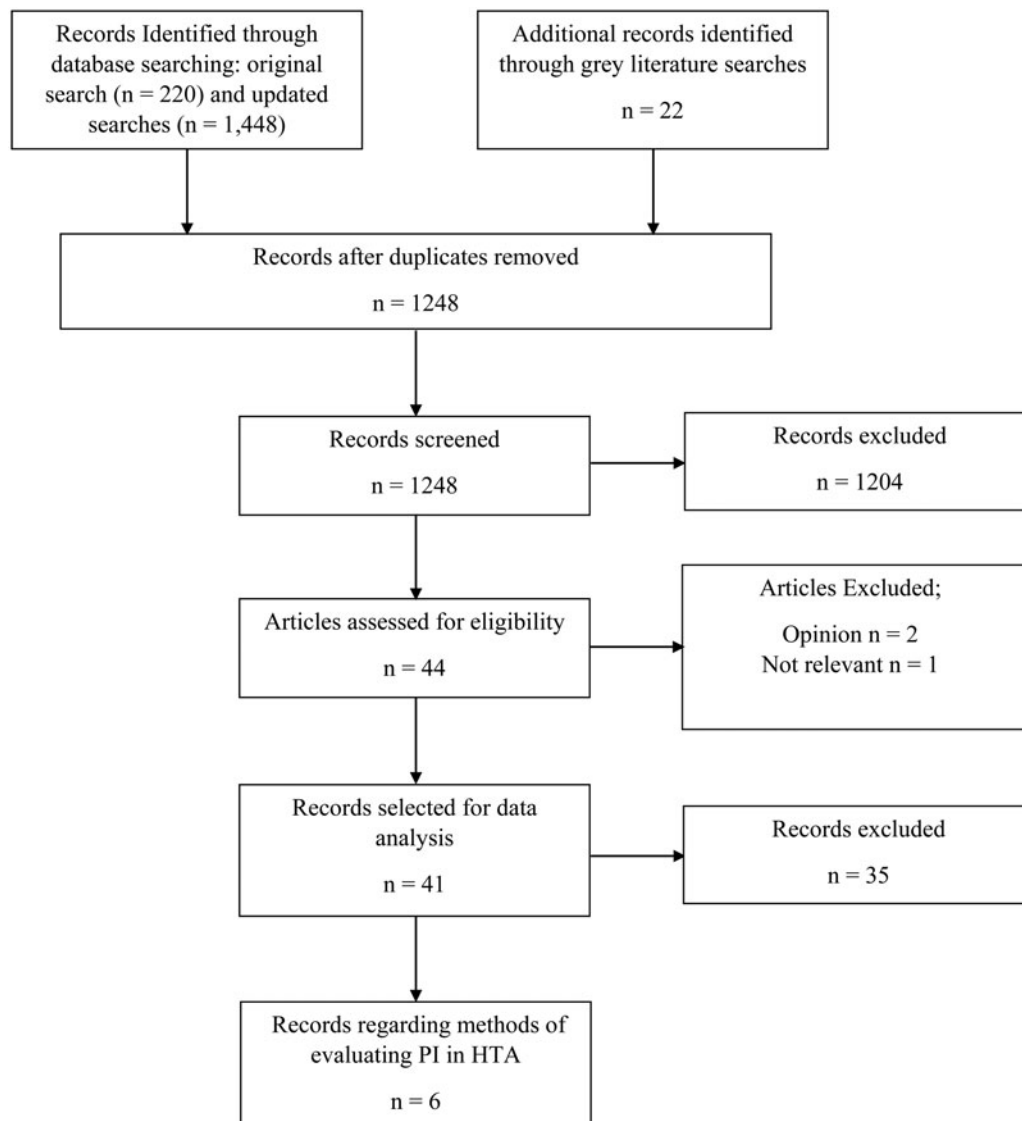 Records Identified through
database searching: original
search (n = 220) and updated
searches (n = 1,448)
Additional records identified
through grey literature searches
n = 22
Records after duplicates removed
n = 1248
Records screened
n = 1248
Records excluded
n = 1204
Articles assessed for eligibility
n = 44
Articles Excluded;
Opinion n = 2
Not relevant n = 1
Records selected for data
analysis
n = 41
Records excluded
n = 35
Records regarding methods of
evaluating PI in HTA
n = 6